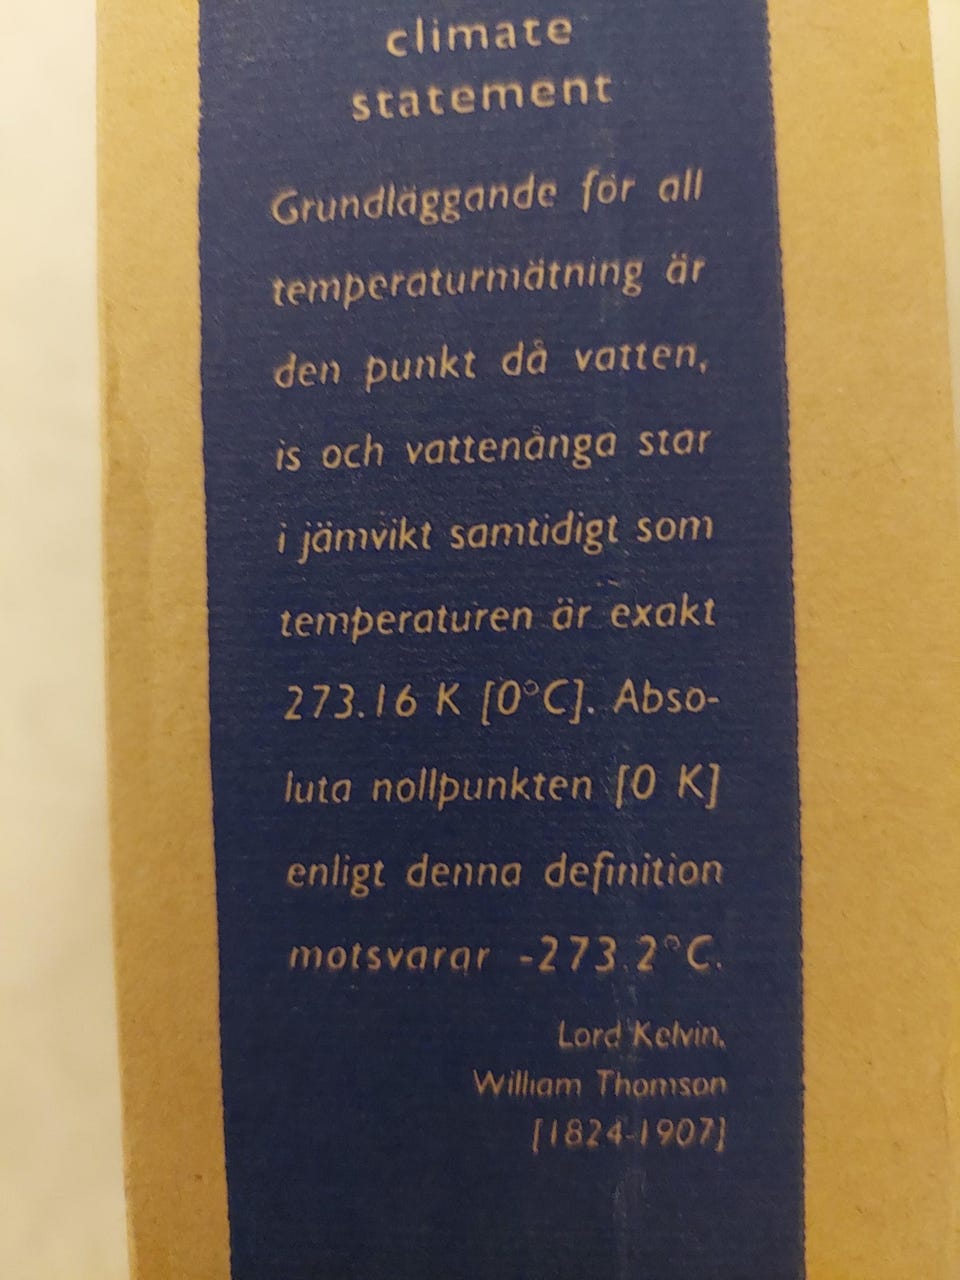 climate
statement
Grundläggande för all
temperaturmätning är
den punkt då vatten,
is och vattenånga står
i jämvikt samtidigt som
temperaturen är exakt
273.16 K [0°C]. Abso-
luta nollpunkten [0 K]
enligt denna definition
motsvarar -273.2°C.
Lord Kelvin,
William Thomson
[1824-1907]